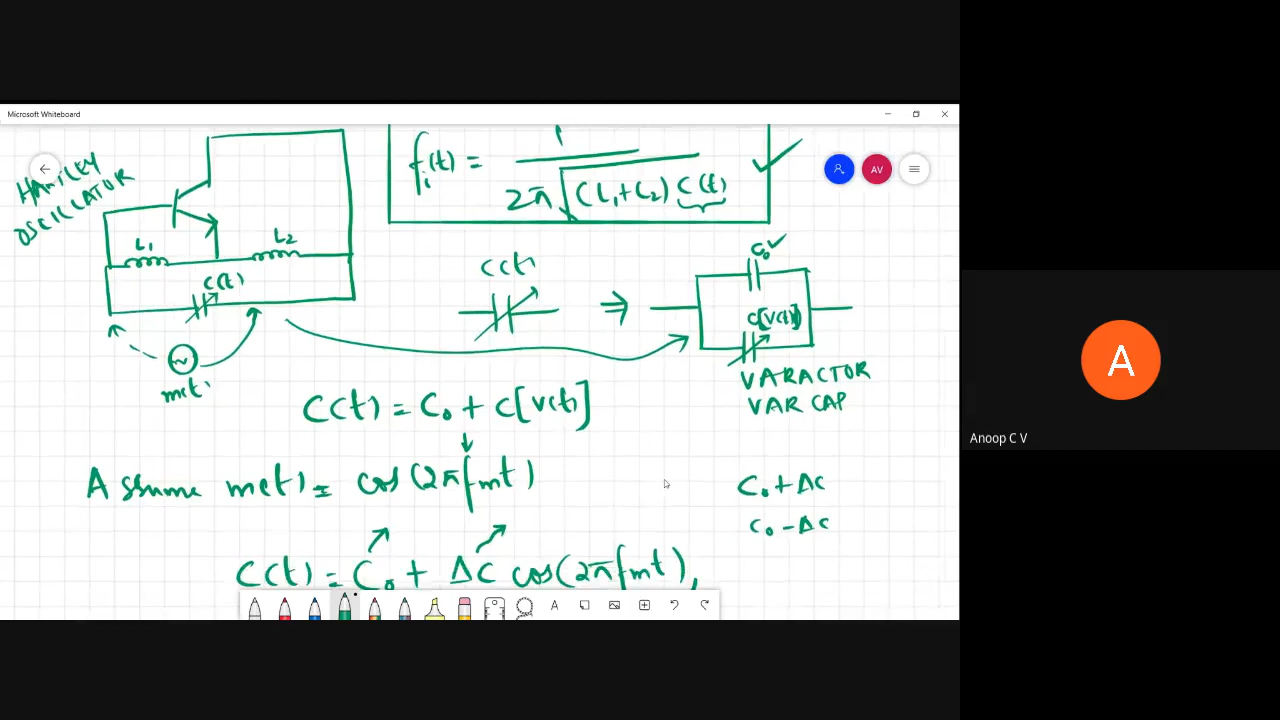 Microsoft Whiteboard
HARTLEY
OSCILLATOR
L1
L2
C(t)
m(t)
fi(t) = 1 / 2π√(L1+L2) C(t)
C(t)
C0
C[V(t)]
VARACTOR
VAR CAP
C(t) = C0 + C[V(t)]
Assume m(t) = cos(2πfmt)
C0 + ΔC
C0 - ΔC
C(t) = C0 + ΔC cos(2πfmt),
AV
A
A
Anoop C V